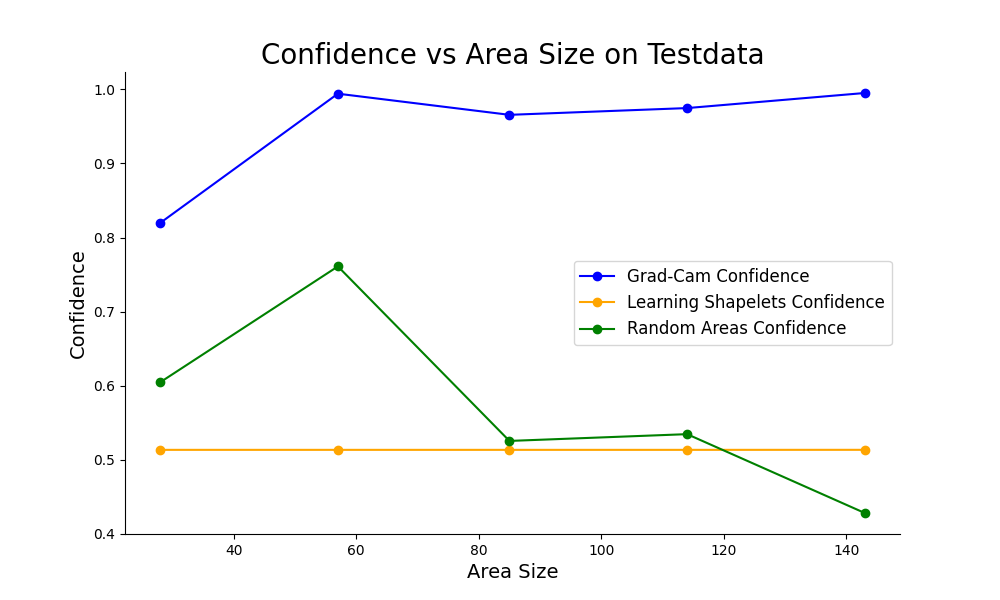 Confidence vs Area Size on Testdata
1.0
0.9
0.8
0.7
0.6
0.5
0.4
Confidence
Grad-Cam Confidence
Learning Shapelets Confidence
Random Areas Confidence
40 60 80 100 120 140
Area Size